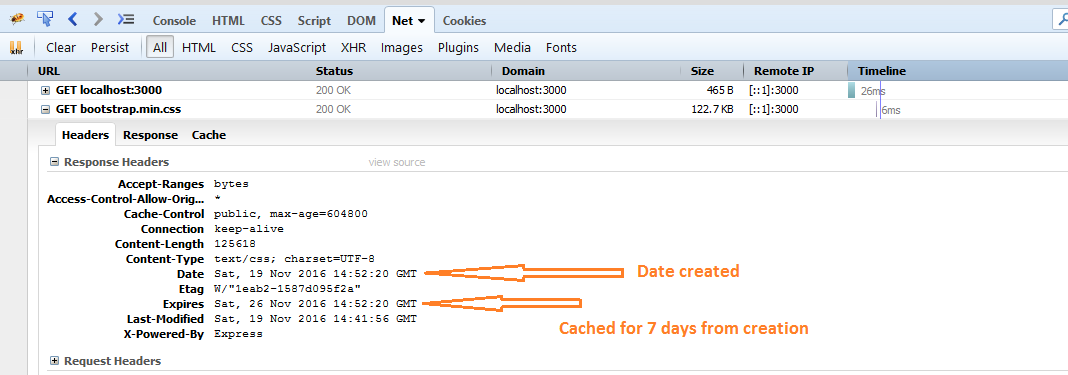 Console HTML CSS Script DOM Net Cookies
xhr Clear Persist All HTML CSS JavaScript XHR Images Plugins Media Fonts
URL Status Domain Size Remote IP Timeline
GET localhost:3000 200 OK localhost:3000 465 B [::1]:3000 26ms
GET bootstrap.min.css 200 OK localhost:3000 122.7 KB [::1]:3000 6ms
Headers Response Cache
Response Headers view source
Accept-Ranges bytes
Access-Control-Allow-Orig... *
Cache-Control public, max-age=604800
Connection keep-alive
Content-Length 125618
Content-Type text/css; charset=UTF-8
Date Sat, 19 Nov 2016 14:52:20 GMT Date created
Etag W/"1eab2-1587d095f2a"
Expires Sat, 26 Nov 2016 14:52:20 GMT
Last-Modified Sat, 19 Nov 2016 14:41:56 GMT
Cached for 7 days from creation
X-Powered-By Express
Request Headers